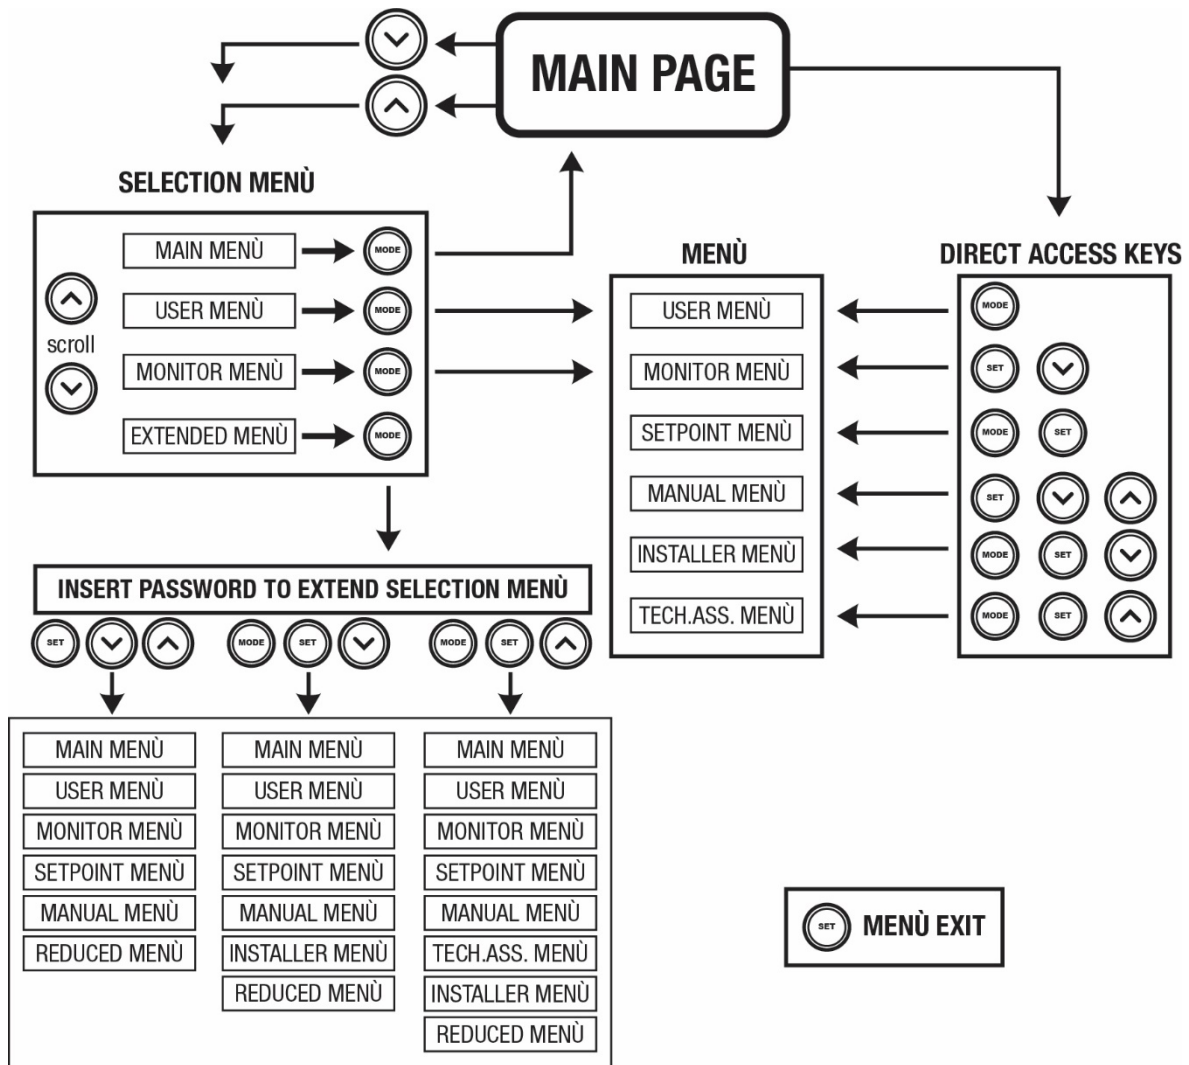 MAIN PAGE
SELECTION MENÙ
MAIN MENÙ MODE
USER MENÙ MODE
scroll
MONITOR MENÙ MODE
EXTENDED MENÙ MODE
MENÙ
USER MENÙ
MONITOR MENÙ
SETPOINT MENÙ
MANUAL MENÙ
INSTALLER MENÙ
TECH.ASS. MENÙ
DIRECT ACCESS KEYS
MODE
SET
MODE SET
SET
MODE SET
MODE SET
INSERT PASSWORD TO EXTEND SELECTION MENÙ
SET
MODE SET
MODE SET
MAIN MENÙ
USER MENÙ
MONITOR MENÙ
SETPOINT MENÙ
MANUAL MENÙ
REDUCED MENÙ
MAIN MENÙ
USER MENÙ
MONITOR MENÙ
SETPOINT MENÙ
MANUAL MENÙ
INSTALLER MENÙ
REDUCED MENÙ
MAIN MENÙ
USER MENÙ
MONITOR MENÙ
SETPOINT MENÙ
MANUAL MENÙ
TECH.ASS. MENÙ
INSTALLER MENÙ
REDUCED MENÙ
SET MENÙ EXIT